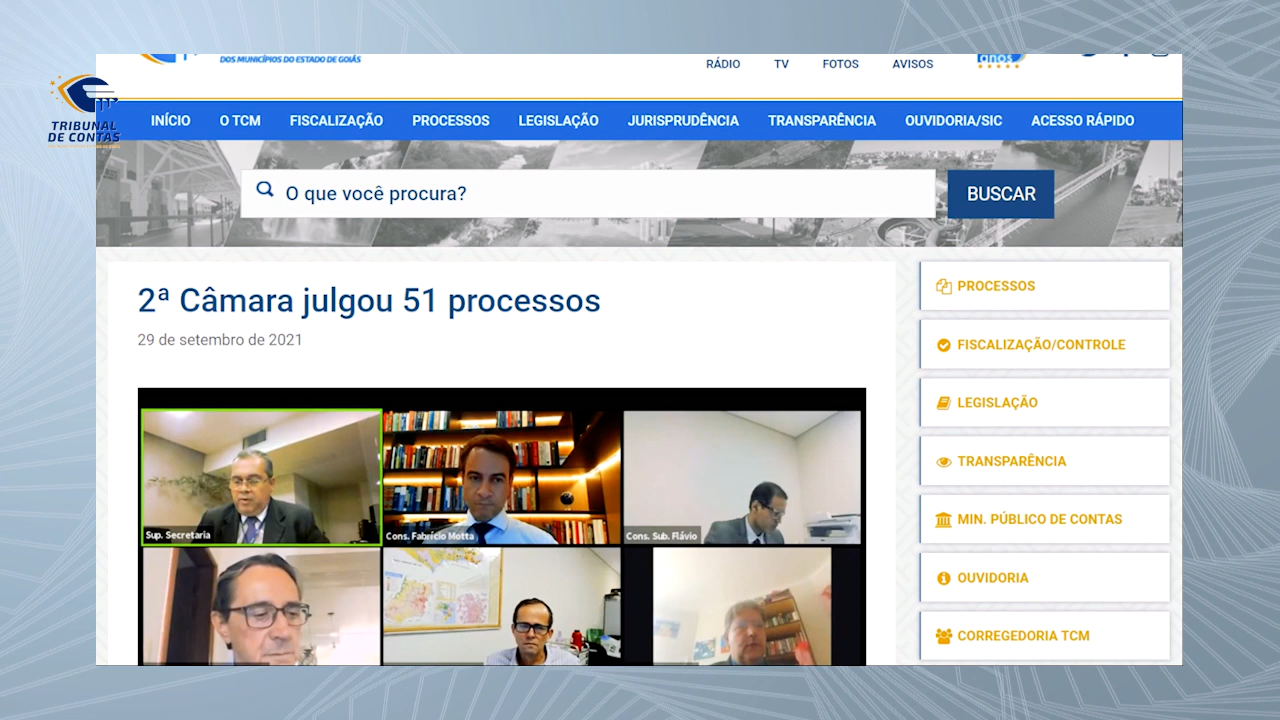 DOS MUNICÍPIOS DO ESTADO DE GOIÁS
RÁDIO TV FOTOS AVISOS
anos
TRIBUNAL
DE CONTAS
INÍCIO O TCM FISCALIZAÇÃO PROCESSOS LEGISLAÇÃO JURISPRUDÊNCIA TRANSPARÊNCIA OUVIDORIA/SIC ACESSO RÁPIDO
O que você procura?
BUSCAR
2ª Câmara julgou 51 processos
29 de setembro de 2021
Sup. Secretaria
Cons. Fabrício Motta
Cons. Sub. Flávio
PROCESSOS
FISCALIZAÇÃO/CONTROLE
LEGISLAÇÃO
TRANSPARÊNCIA
MIN. PÚBLICO DE CONTAS
OUVIDORIA
CORREGEDORIA TCM